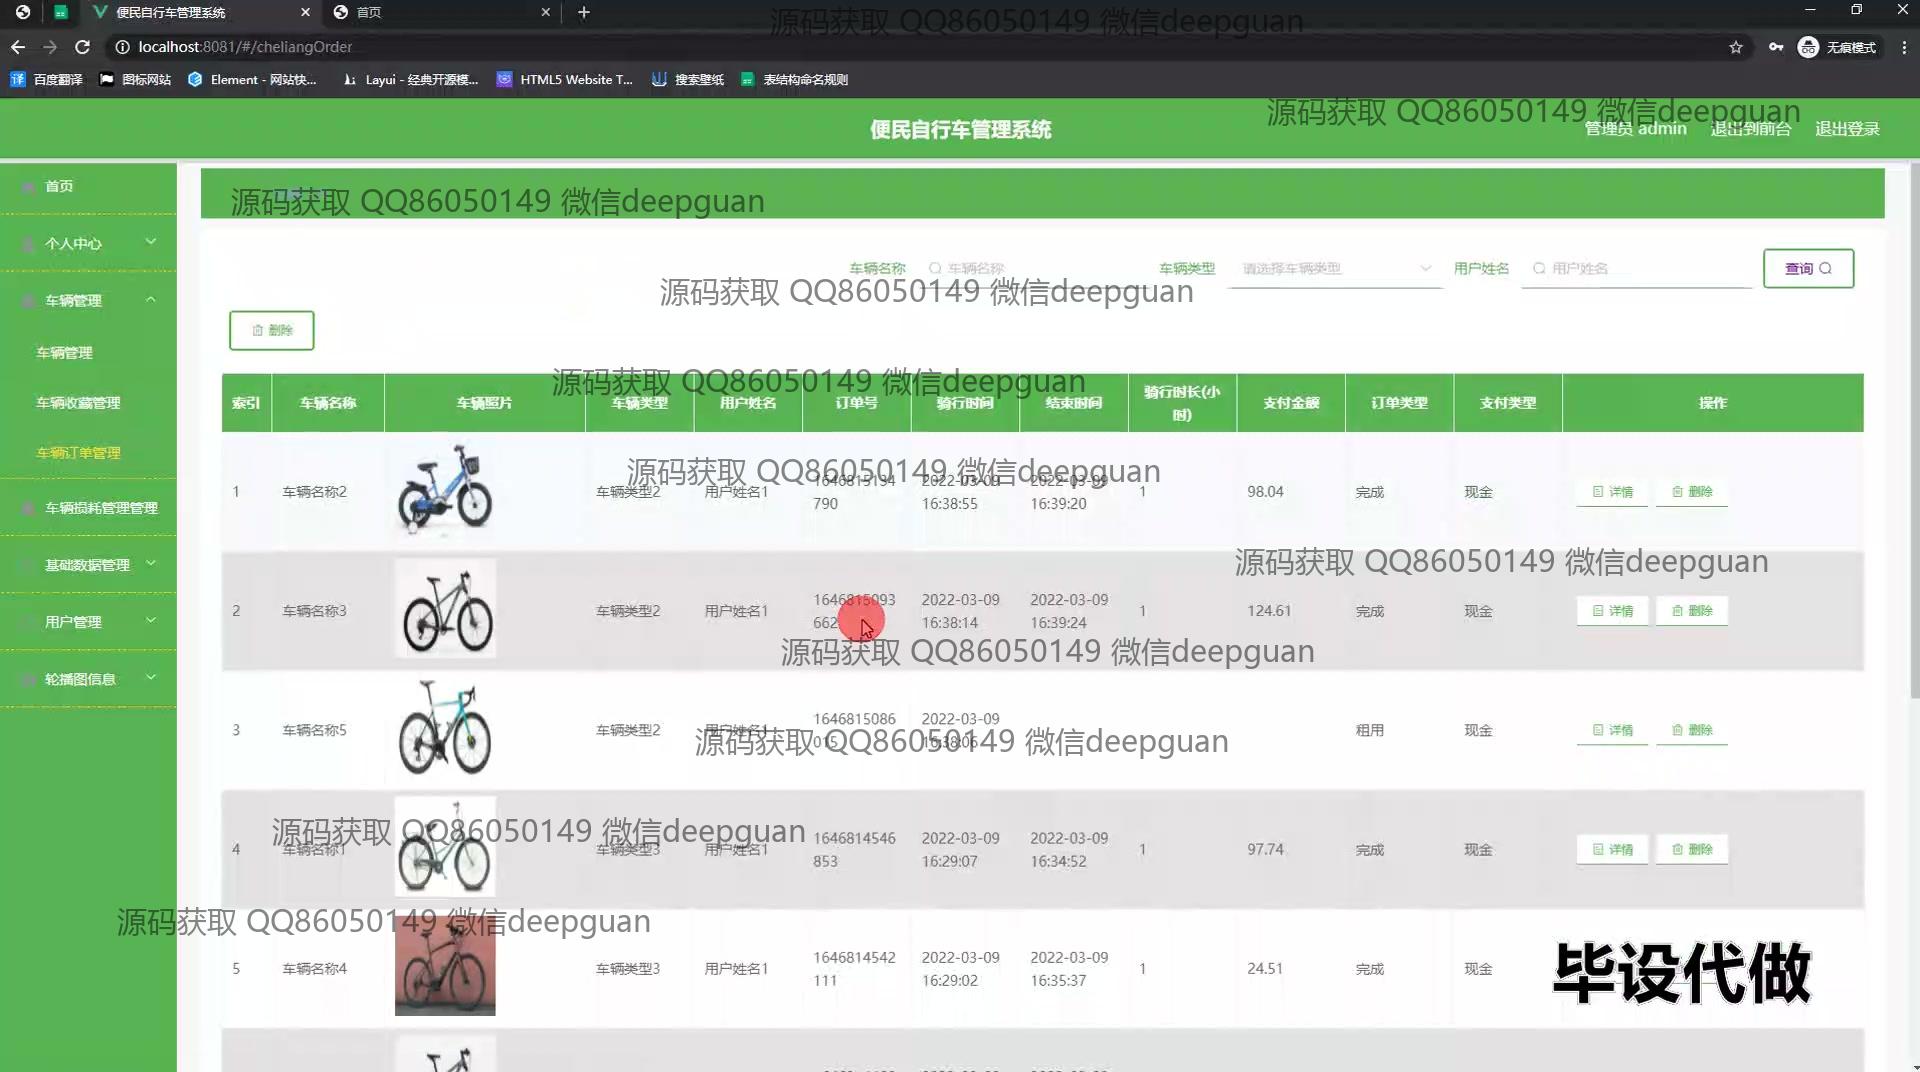 便民自行车管理系统
首页
源码获取 QQ86050149 微信deepguan
localhost:8081/#/cheliangOrder
无痕模式
百度翻译
图标网站
Element - 网站快...
Layui - 经典开源模...
HTML5 Website T...
搜索壁纸
表结构命名规则
源码获取 QQ86050149 微信deepguan
便民自行车管理系统
管理员 admin
退出到前台
退出登录
首页
个人中心
车辆管理
车辆管理
车辆收藏管理
车辆订单管理
车辆损耗管理管理
基础数据管理
用户管理
轮播图信息
源码获取 QQ86050149 微信deepguan
车辆名称
车辆名称
车辆类型
请选择车辆类型
用户姓名
用户姓名
查询
源码获取 QQ86050149 微信deepguan
删除
源码获取 QQ86050149 微信deepguan
索引 车辆名称 车辆照片 车辆类型 用户姓名 订单号 骑行时间 结束时间 骑行时长(小
时) 支付金额 订单类型 支付类型 操作
源码获取 QQ86050149 微信deepguan
1 车辆名称2 车辆类型2 用户姓名1 1646815134 2022-03-09 2022-03-09 1 98.04 完成 现金 详情 删除
790 16:38:55 16:39:20
源码获取 QQ86050149 微信deepguan
2 车辆名称3 车辆类型2 用户姓名1 1646815093 2022-03-09 2022-03-09 1 124.61 完成 现金 详情 删除
662 16:38:14 16:39:24
源码获取 QQ86050149 微信deepguan
3 车辆名称5 车辆类型2 用户姓名1 1646815086 2022-03-09 租用 现金 详情 删除
015 16:38:06
源码获取 QQ86050149 微信deepguan
源码获取 QQ86050149 微信deepguan
4 车辆名称1 车辆类型3 用户姓名1 1646814546 2022-03-09 2022-03-09 1 97.74 完成 现金 详情 删除
853 16:29:07 16:34:52
源码获取 QQ86050149 微信deepguan
5 车辆名称4 车辆类型3 用户姓名1 1646814542 2022-03-09 2022-03-09 1 24.51 完成 现金
111 16:29:02 16:35:37
毕设代做